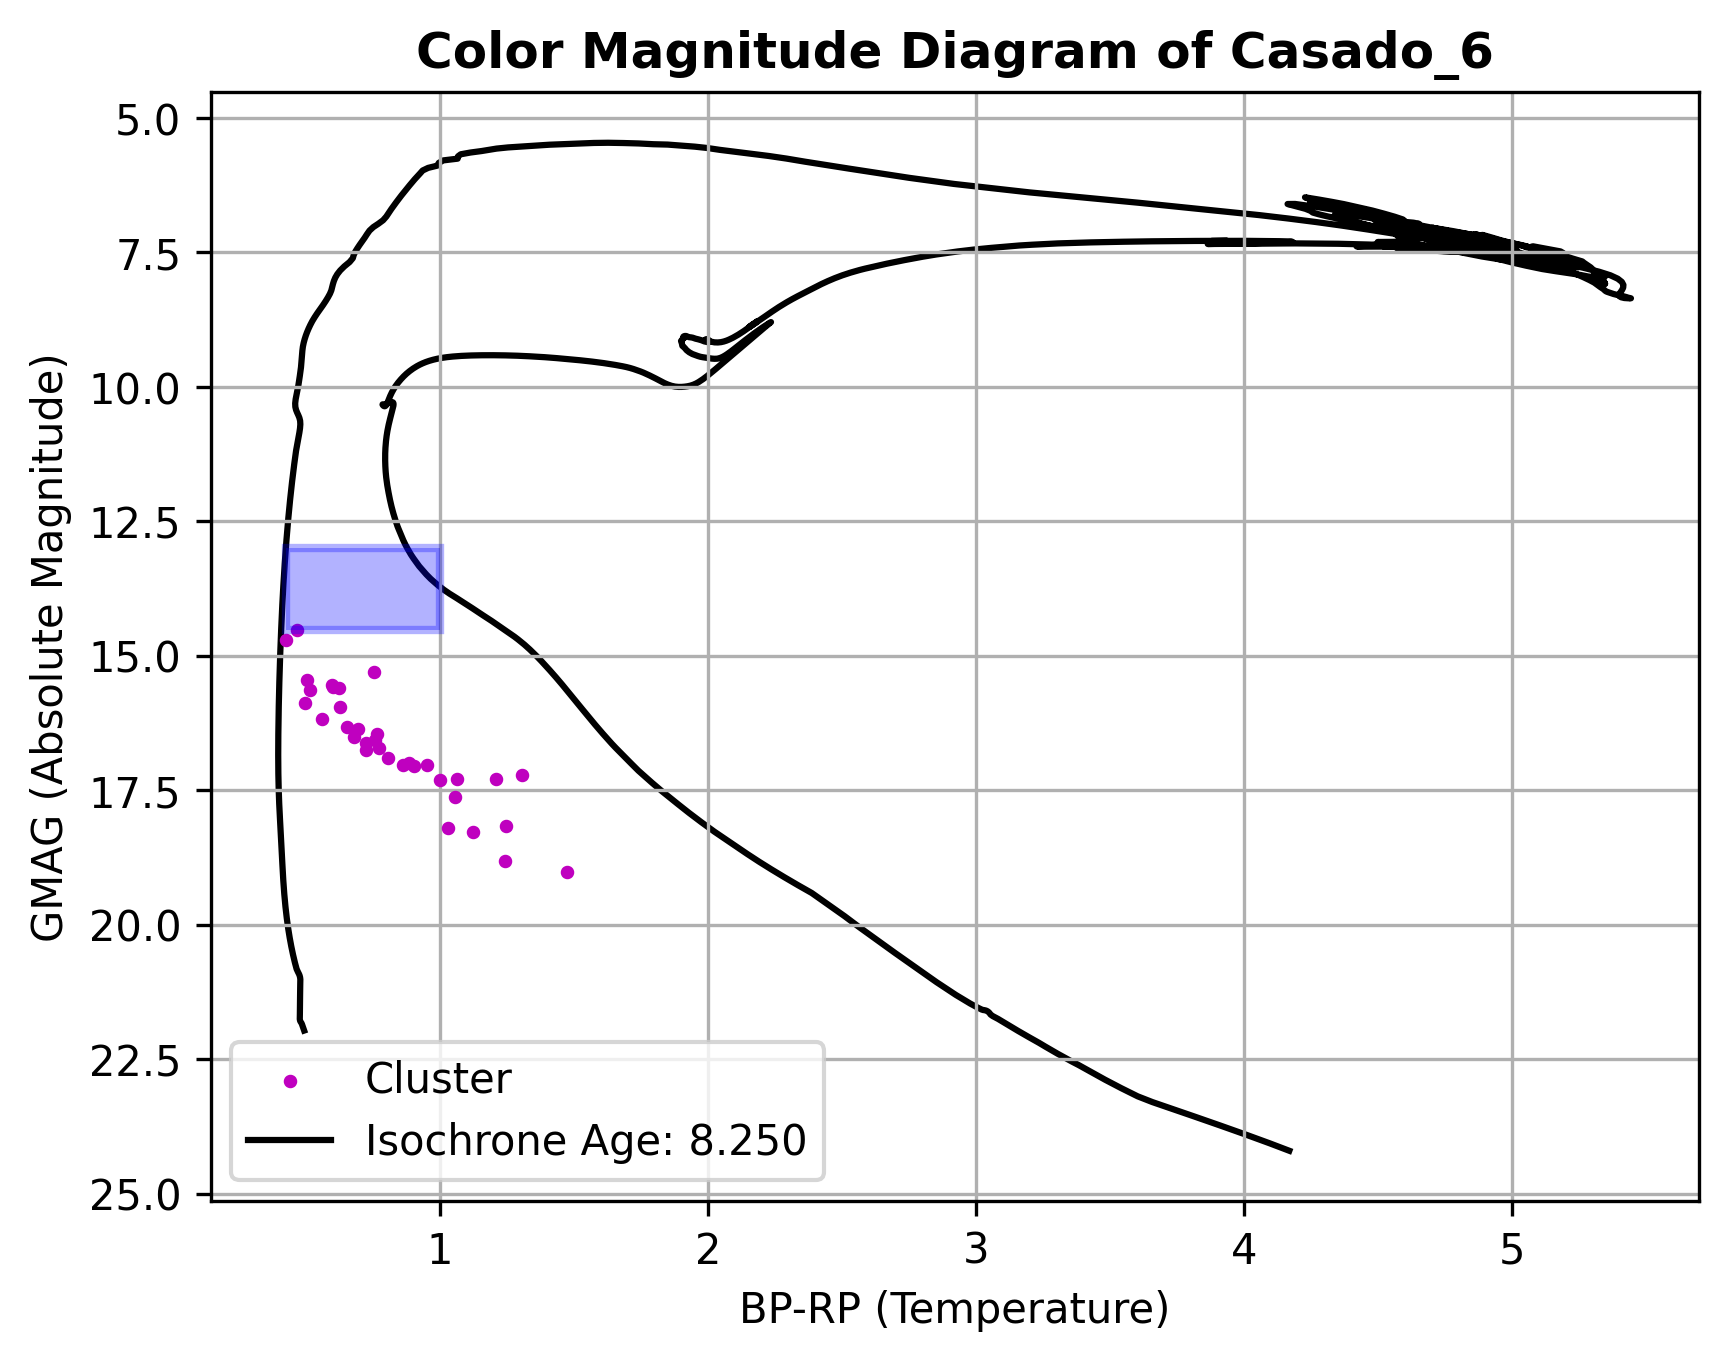 Color Magnitude Diagram of Casado_6
GMAG (Absolute Magnitude)
5.0
7.5
10.0
12.5
15.0
17.5
20.0
22.5
25.0
Cluster
Isochrone Age: 8.250
1 2 3 4 5
BP-RP (Temperature)